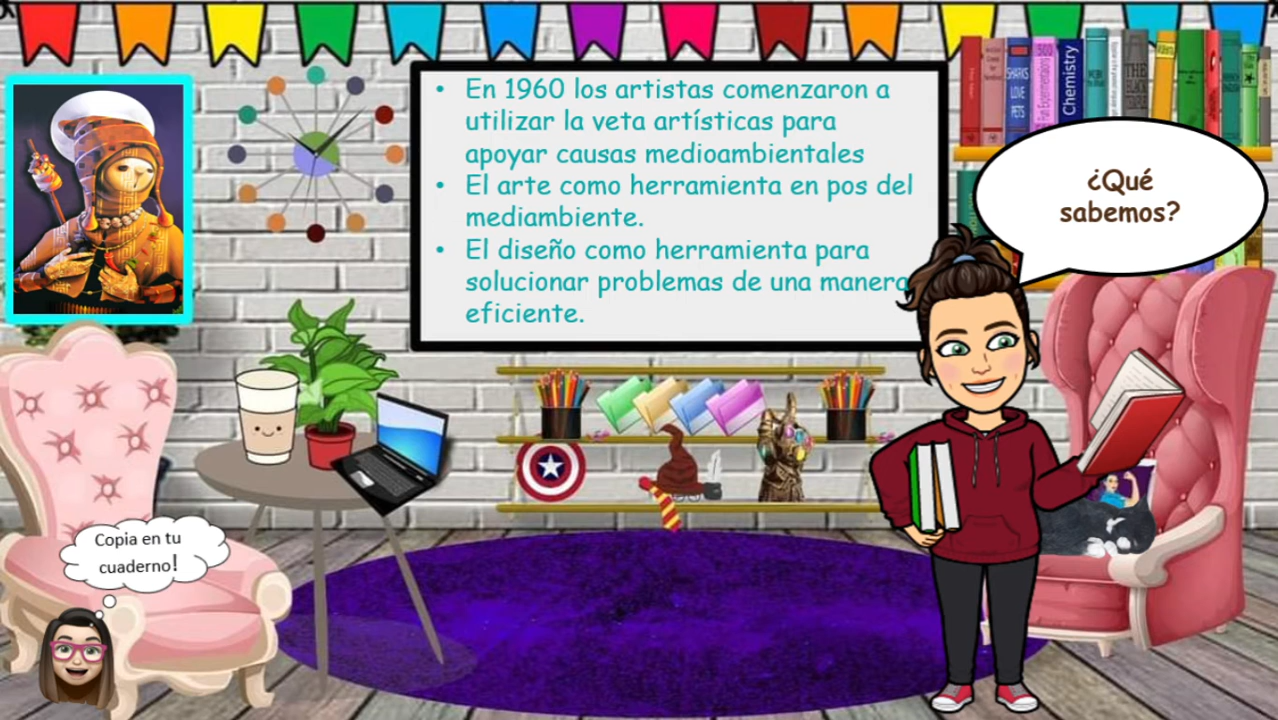 • En 1960 los artistas comenzaron a
utilizar la veta artísticas para
apoyar causas medioambientales
• El arte como herramienta en pos del
mediambiente.
• El diseño como herramienta para
solucionar problemas de una manera
eficiente.
¿Qué
sabemos?
Copia en tu
cuaderno!
SHARKS
LOVE
PETS
Chemistry
THE
BLACK